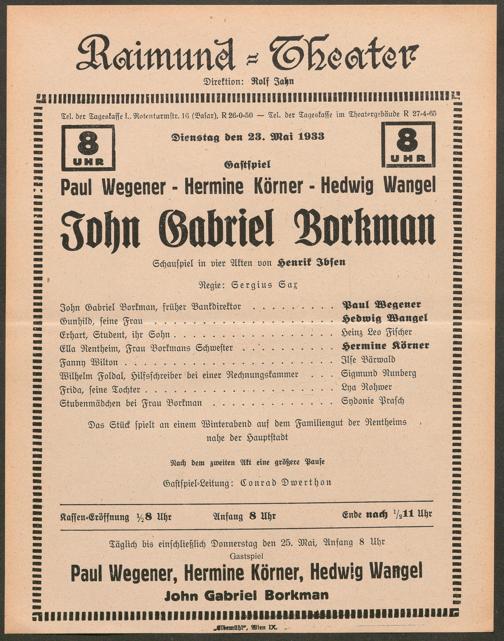 Raimund-Theater
Direktion: Rolf Jahn
Tel. der Tageskasse I., Rotenturmstr. 16 (Basar), R 26-0-50 — Tel. der Tageskasse im Theatergebäude R 27-4-65
8 UHR
Dienstag den 23. Mai 1933
8 UHR
Gastspiel
Paul Wegener - Hermine Körner - Hedwig Wangel
John Gabriel Borkman
Schauspiel in vier Akten von Henrik Ibsen
Regie: Sergius Sax
John Gabriel Borkman, früher Bankdirektor . . . . . . . . . . Paul Wegener
Gunhild, seine Frau . . . . . . . . . . . . . . . . . . Hedwig Wangel
Erhart, Student, ihr Sohn . . . . . . . . . . . . . . . . Heinz Leo Fischer
Ella Rentheim, Frau Borkmans Schwester . . . . . . . . . . . Hermine Körner
Fanny Wilton . . . . . . . . . . . . . . . . . . . . Ilse Bärwald
Wilhelm Foldal, Hilfsschreiber bei einer Rechnungskammer . . . . Sigmund Nunberg
Frida, seine Tochter . . . . . . . . . . . . . . . . . . Lya Rohwer
Stubenmädchen bei Frau Borkman . . . . . . . . . . . . . Sydonie Prasch
Das Stück spielt an einem Winterabend auf dem Familiengut der Rentheims
nahe der Hauptstadt
Nach dem zweiten Akt eine größere Pause
Gastspiel-Leitung: Conrad Dwerthon
Kassen-Eröffnung ½8 Uhr Anfang 8 Uhr Ende nach ½11 Uhr
Täglich bis einschließlich Donnerstag den 25. Mai, Anfang 8 Uhr
Gastspiel
Paul Wegener, Hermine Körner, Hedwig Wangel
John Gabriel Borkman
„Elbemühl", Wien IX.